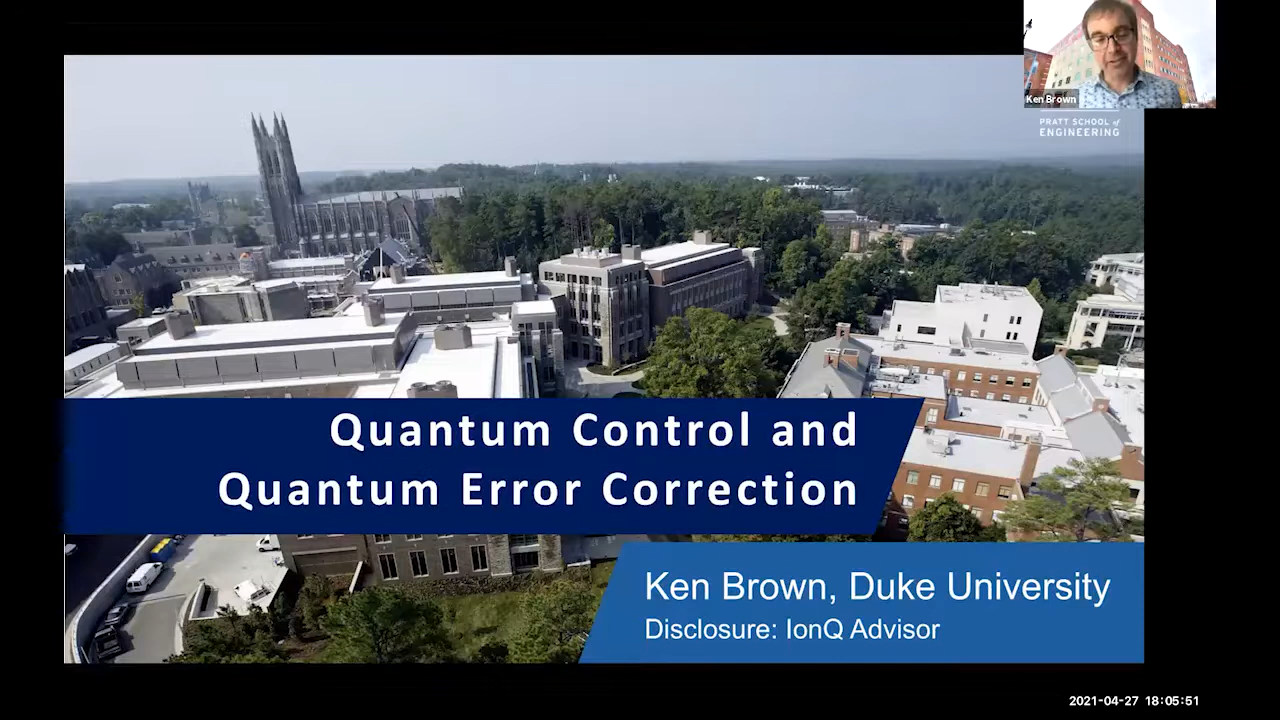 Ken Brown
PRATT SCHOOL of
ENGINEERING
Quantum Control and
Quantum Error Correction
Ken Brown, Duke University
Disclosure: IonQ Advisor
2021-04-27 18:05:51